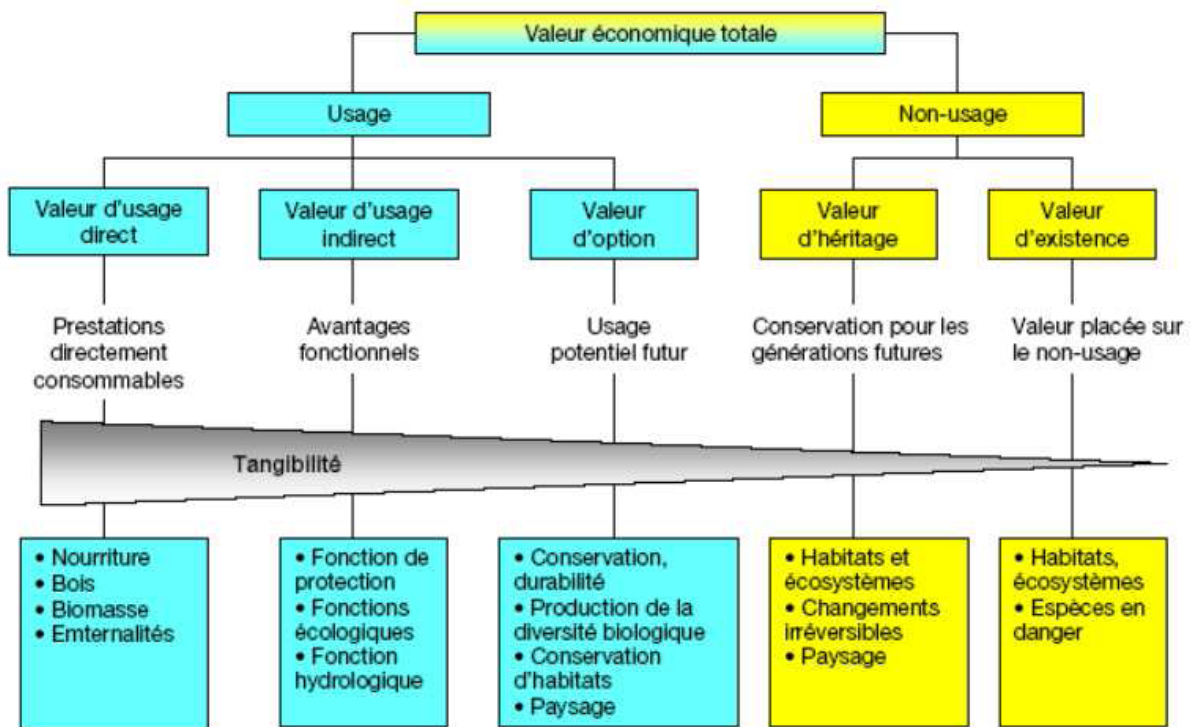 Valeur économique totale
Usage
Non-usage
Valeur d'usage
direct
Valeur d'usage
indirect
Valeur
d'option
Valeur
d'héritage
Valeur
d'existence
Prestations
directement
consommables
Avantages
fonctionnels
Usage
potentiel futur
Conservation pour les
générations futures
Valeur placée sur
le non-usage
Tangibilité
• Nourriture
• Bois
• Biomasse
• Emternalités
• Fonction de
protection
• Fonctions
écologiques
• Fonction
hydrologique
• Conservation,
durabilité
• Production de la
diversité biologique
• Conservation
d'habitats
• Paysage
• Habitats et
écosystèmes
• Changements
irréversibles
• Paysage
• Habitats,
écosystèmes
• Espèces en
danger